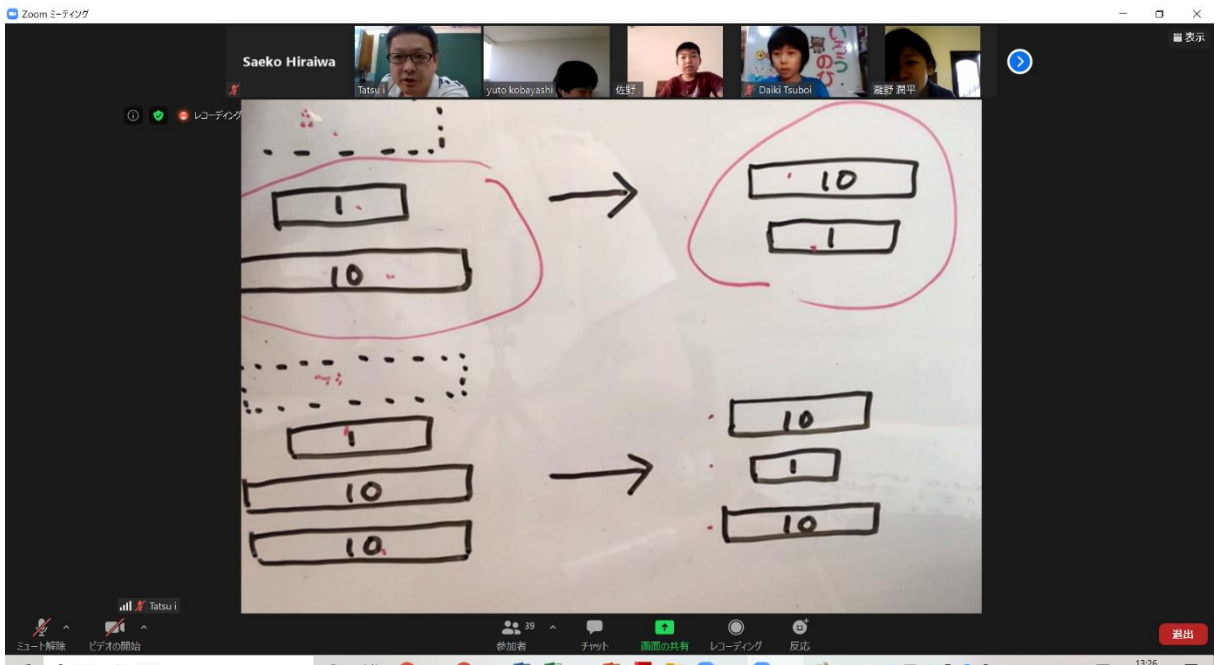 Zoom ミーティング
表示
Saeko Hiraiwa
Tatsu i
yuto kobayashi
佐野
Daiki Tsuboi
瀧野 潤平
レコーディング
1
10
10
1
1
10
10
10
1
10
Tatsu i
ミュート解除
ビデオの開始
39
参加者
チャット
画面の共有
レコーディング
反応
退出
13:26